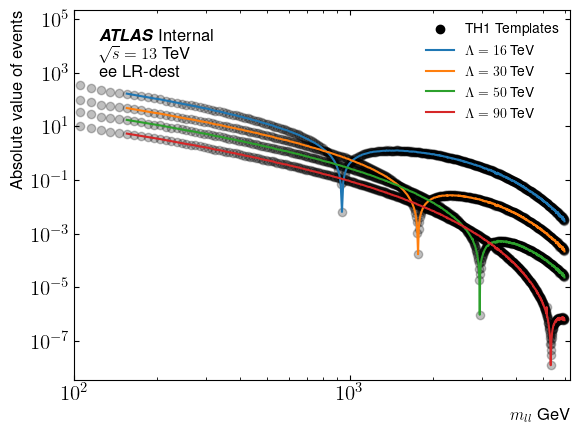 Absolute value of events
10⁵
10³
10¹
10⁻¹
10⁻³
10⁻⁵
10⁻⁷
ATLAS Internal
√s = 13 TeV
ee LR-dest
TH1 Templates
Λ = 16 TeV
Λ = 30 TeV
Λ = 50 TeV
Λ = 90 TeV
10² 10³
mₗₗ GeV